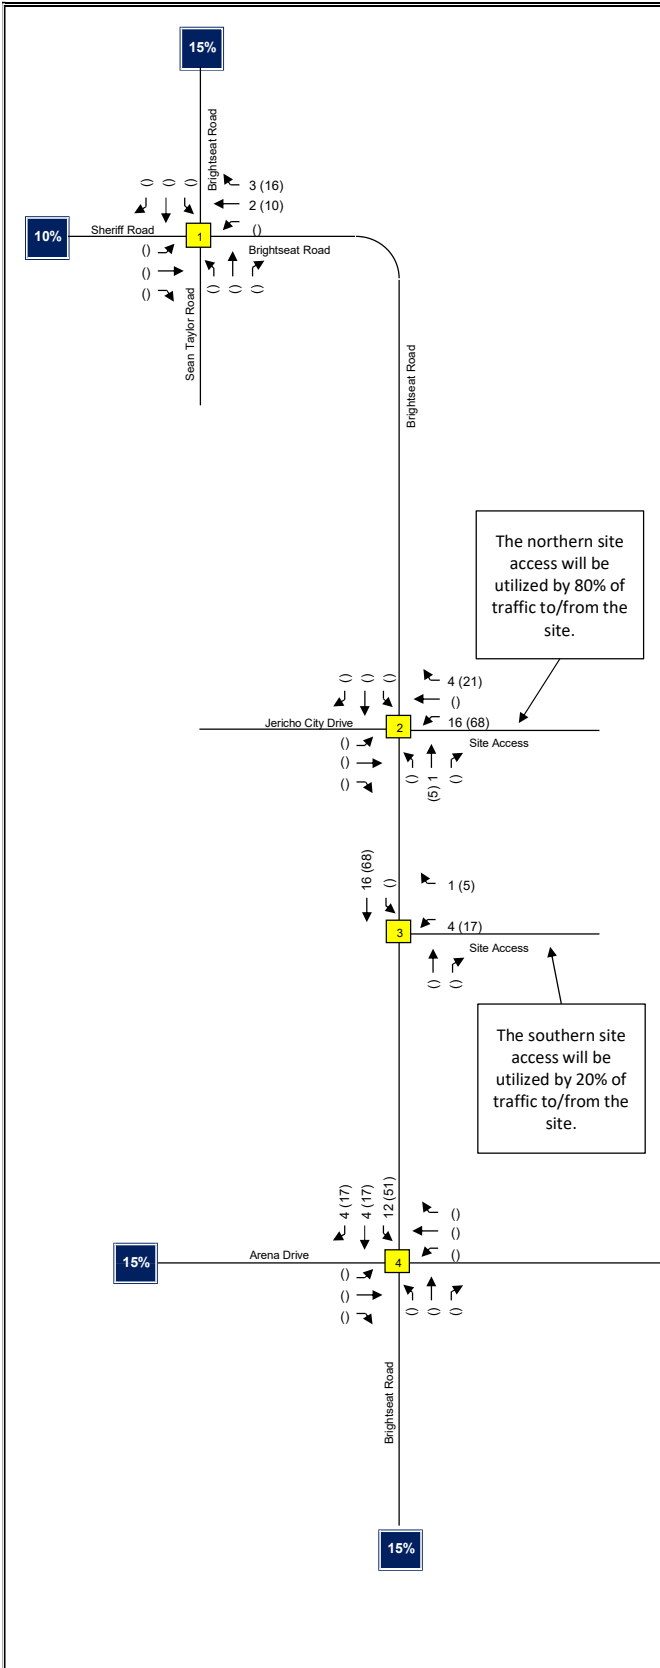 15%
Brightseat Road
() () ()
3 (16)
2 (10)
()
10%
Sheriff Road
1
Brightseat Road
()
()
()
() () ()
Sean Taylor Road
Brightseat Road
The northern site
access will be
utilized by 80% of
traffic to/from the
site.
() () ()
4 (21)
()
16 (68)
Jericho City Drive
2
Site Access
()
()
()
() 1 (5) ()
16 (68) ()
1 (5)
4 (17)
3
Site Access
() ()
The southern site
access will be
utilized by 20% of
traffic to/from the
site.
4 (17) 4 (17) 12 (51)
()
()
()
15%
Arena Drive
4
()
()
()
() () ()
Brightseat Road
15%